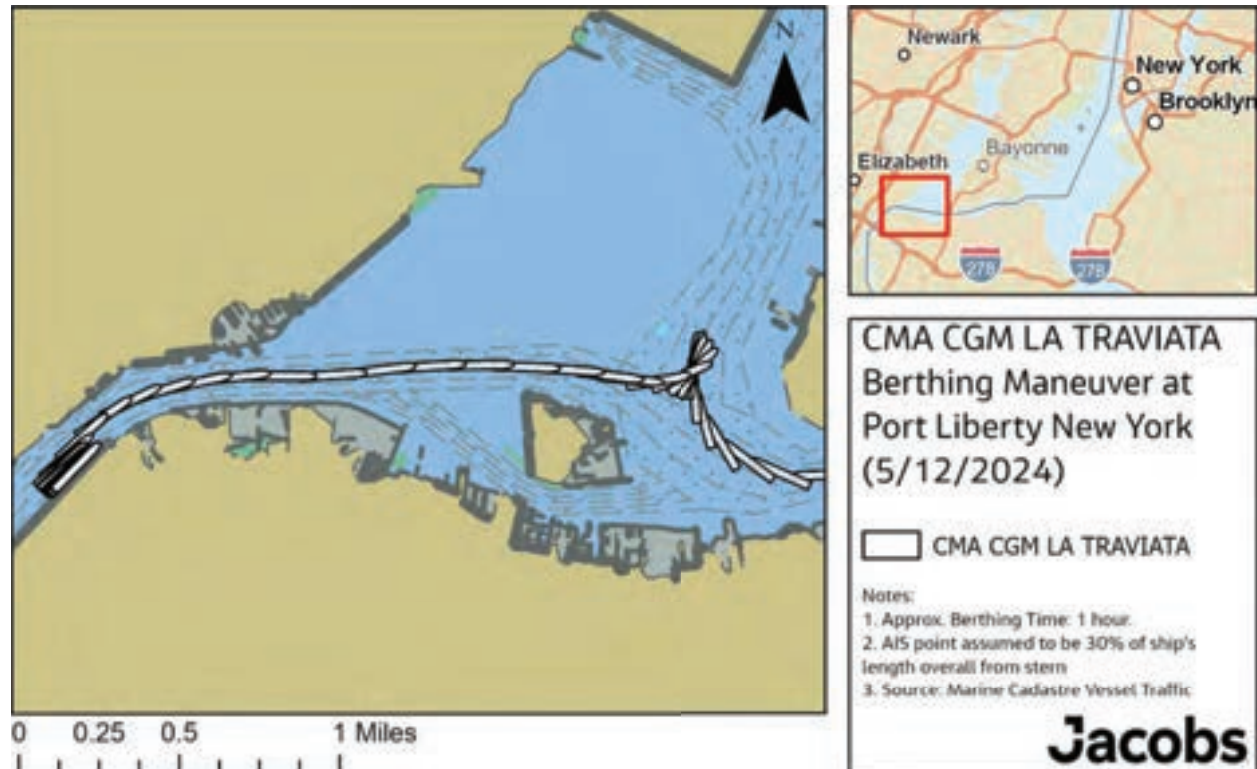 N
Newark
New York
Brooklyn
Bayonne
Elizabeth
278
278
CMA CGM LA TRAVIATA
Berthing Maneuver at
Port Liberty New York
(5/12/2024)
CMA CGM LA TRAVIATA
Notes:
1. Approx. Berthing Time: 1 hour.
2. AIS point assumed to be 30% of ship's
length overall from stern
3. Source: Marine Cadastre Vessel Traffic
0 0.25 0.5 1 Miles
Jacobs